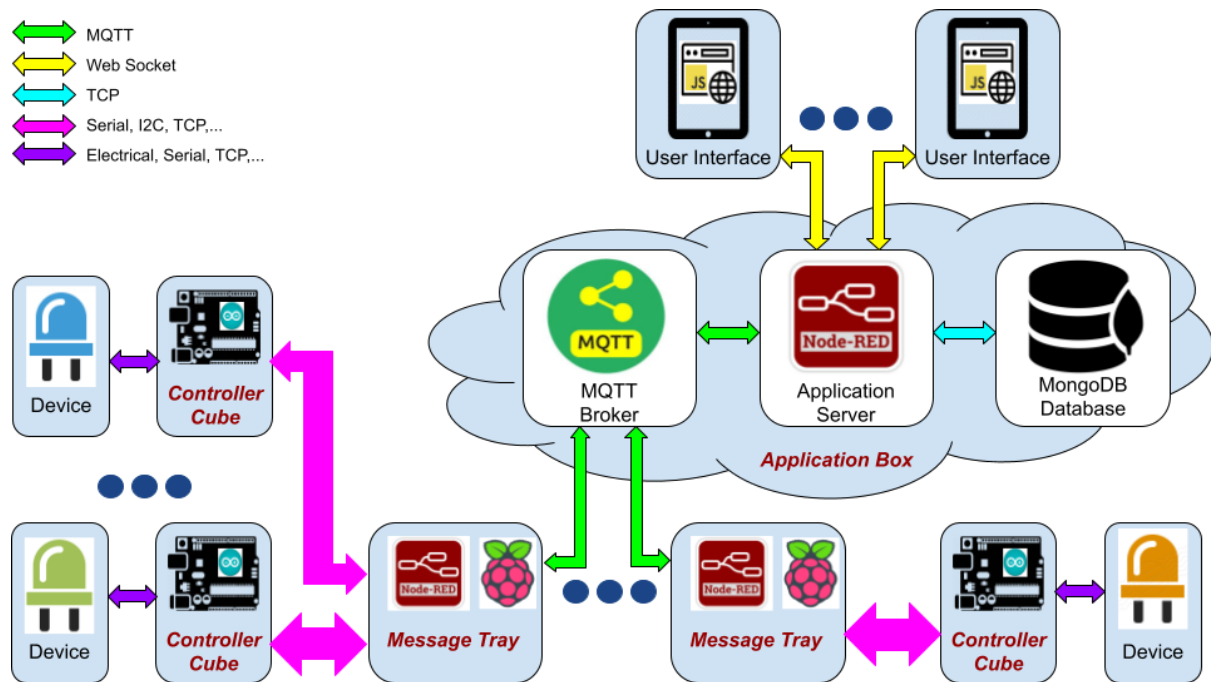 MQTT
Web Socket
TCP
Serial, I2C, TCP,...
Electrical, Serial, TCP,...
JS
User Interface
JS
User Interface
MQTT
MQTT
Broker
Node-RED
Application
Server
MongoDB
Database
Application Box
Device
Controller
Cube
Device
Controller
Cube
Node-RED
Message Tray
Node-RED
Message Tray
Controller
Cube
Device